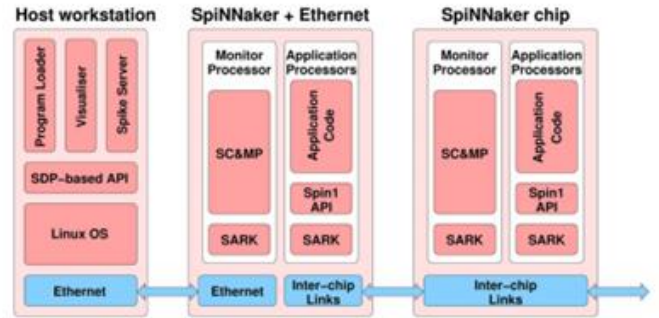 Host workstation
Program Loader
Visualiser
Spike Server
SDP-based API
Linux OS
Ethernet
SpiNNaker + Ethernet
Monitor
Processor
SC&MP
SARK
Application
Processors
Application
Code
Spin1
API
SARK
Ethernet
Inter-chip
Links
SpiNNaker chip
Monitor
Processor
SC&MP
SARK
Application
Processors
Application
Code
Spin1
API
SARK
Inter-chip
Links